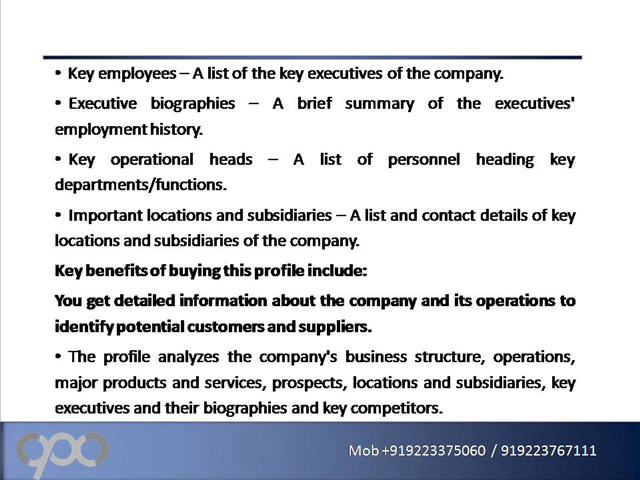 • Key employees – A list of the key executives of the company.
• Executive biographies – A brief summary of the executives'
employment history.
• Key operational heads – A list of personnel heading key
departments/functions.
• Important locations and subsidiaries – A list and contact details of key
locations and subsidiaries of the company.
Key benefits of buying this profile include:
You get detailed information about the company and its operations to
identify potential customers and suppliers.
• The profile analyzes the company's business structure, operations,
major products and services, prospects, locations and subsidiaries, key
executives and their biographies and key competitors.
Mob +919223375060 / 919223767111